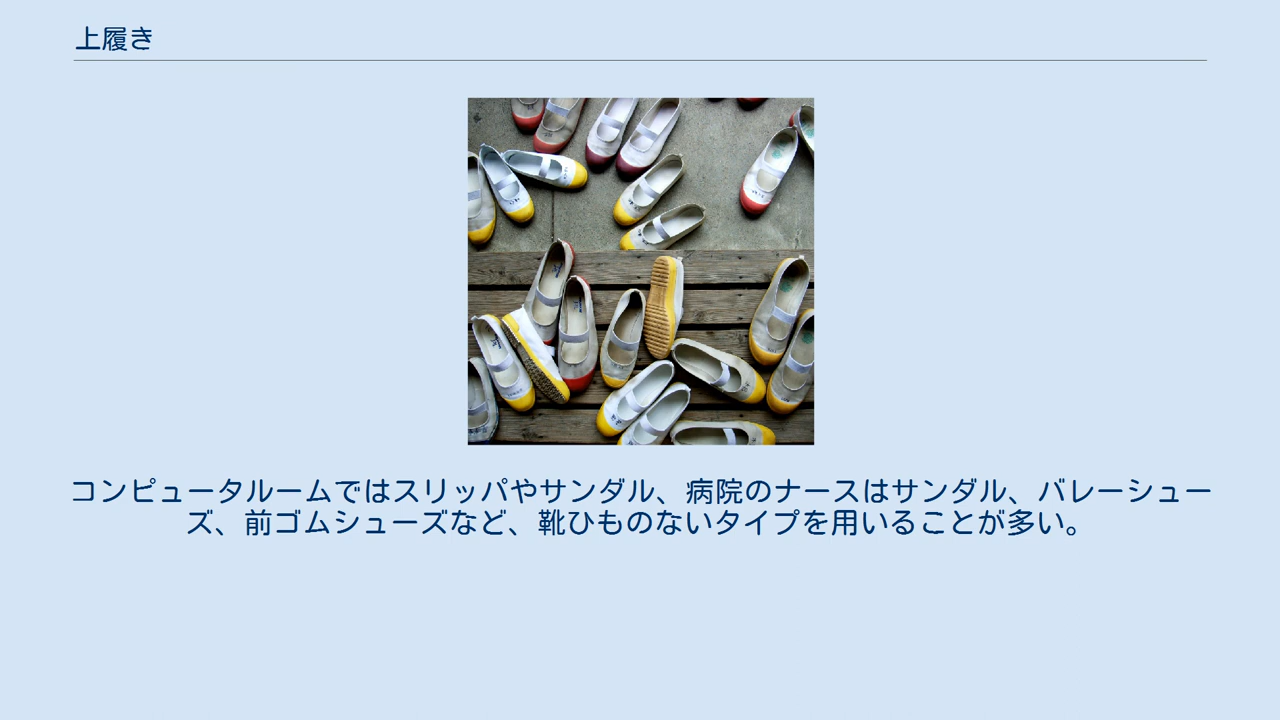 上履き
コンピュータルームではスリッパやサンダル、病院のナースはサンダル、バレーシュー
ズ、前ゴムシューズなど、靴ひものないタイプを用いることが多い。